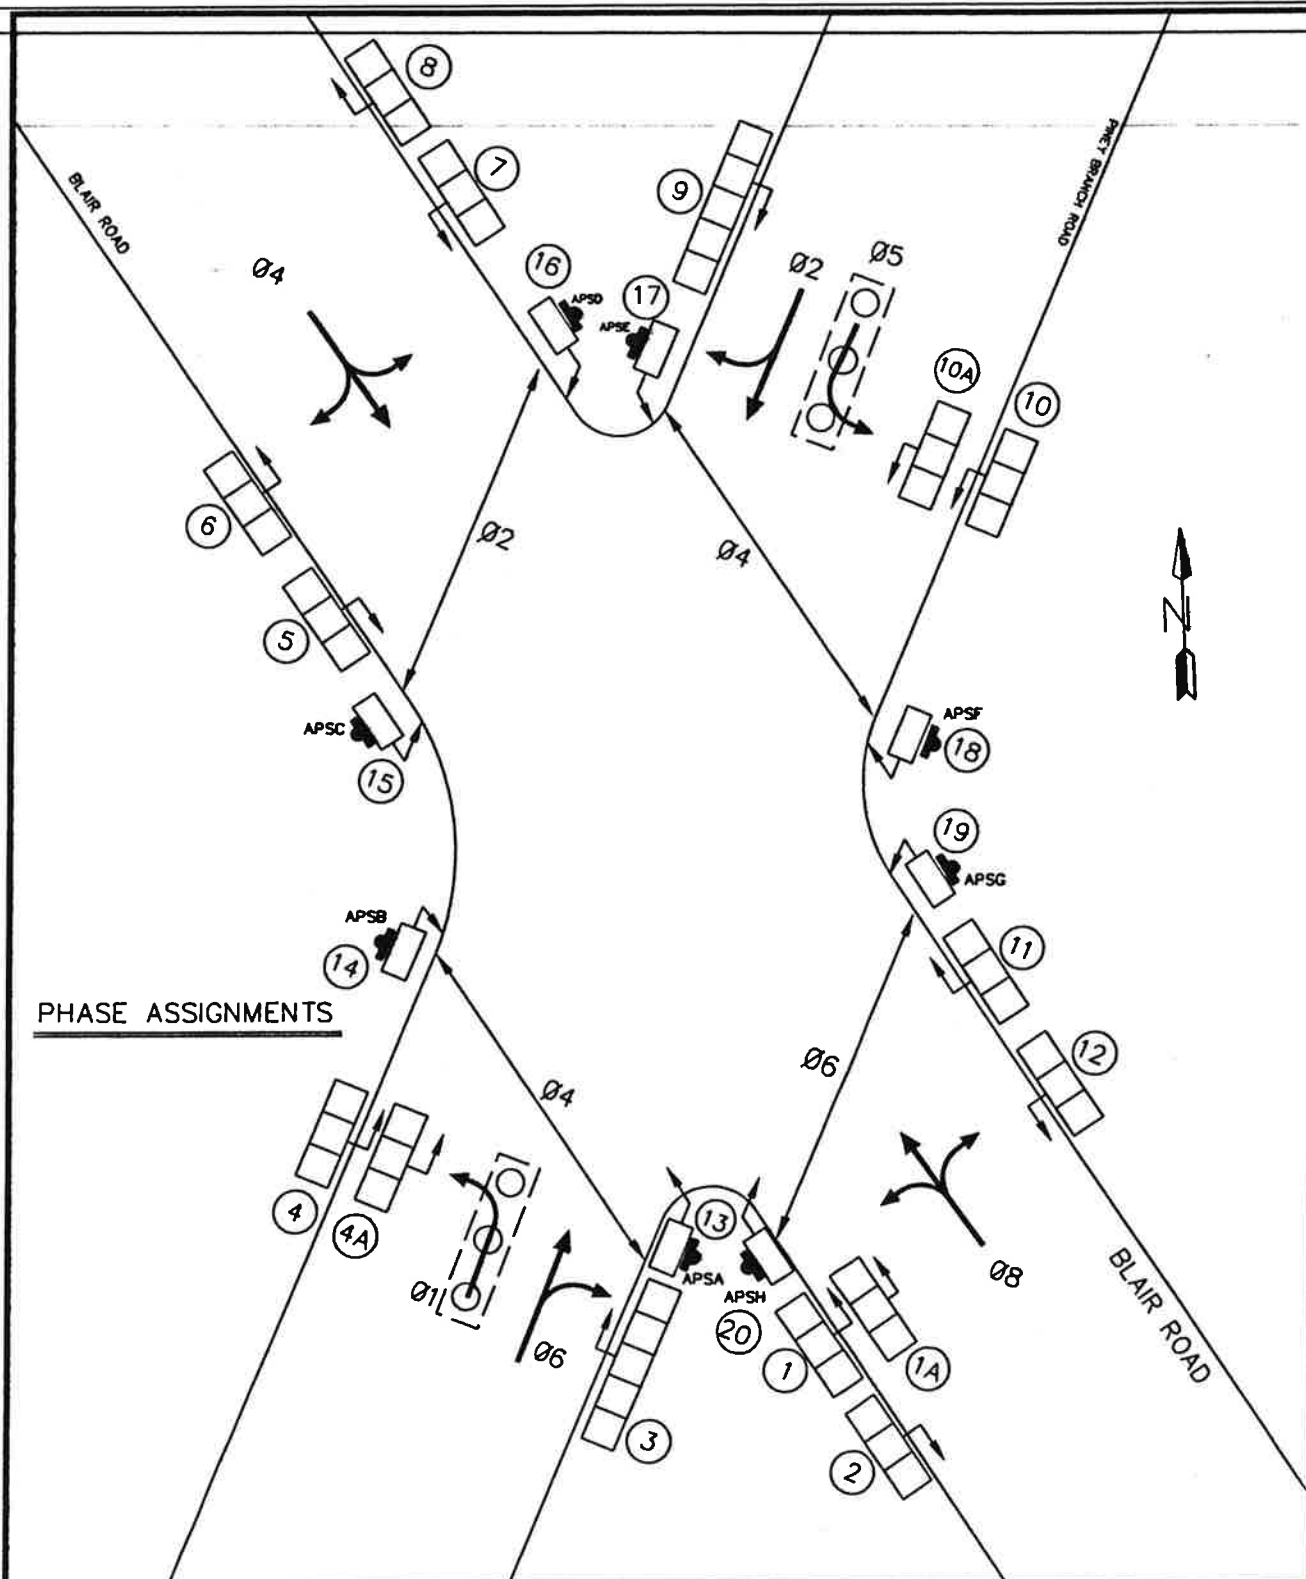 8
7
9
PINEY BRANCH ROAD
BLAIR ROAD
Ø4
16
APSD
17
APSE
Ø2
Ø5
10A
10
6
Ø2
Ø4
N
5
APSC
15
APSF
18
19
APSG
APSB
14
11
PHASE ASSIGNMENTS
12
Ø6
Ø4
4
4A
13
Ø1
APSA
APSH
Ø8
BLAIR ROAD
20
Ø6
1
1A
3
2